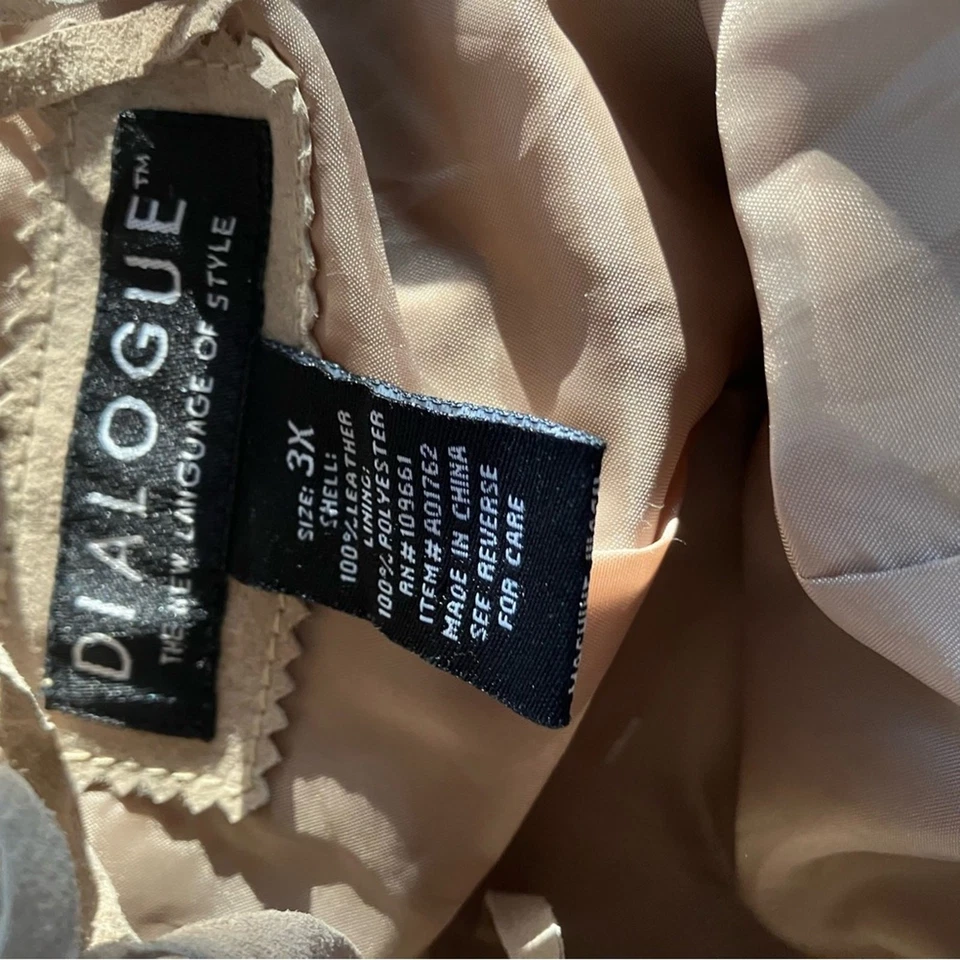 DIALOGUE™
THE NEW LANGUAGE OF STYLE
SIZE: 3X
SHELL:
100% LEATHER
LINING:
100% POLYESTER
RN# 109661
ITEM# A01762
MADE IN CHINA
SEE REVERSE
FOR CARE